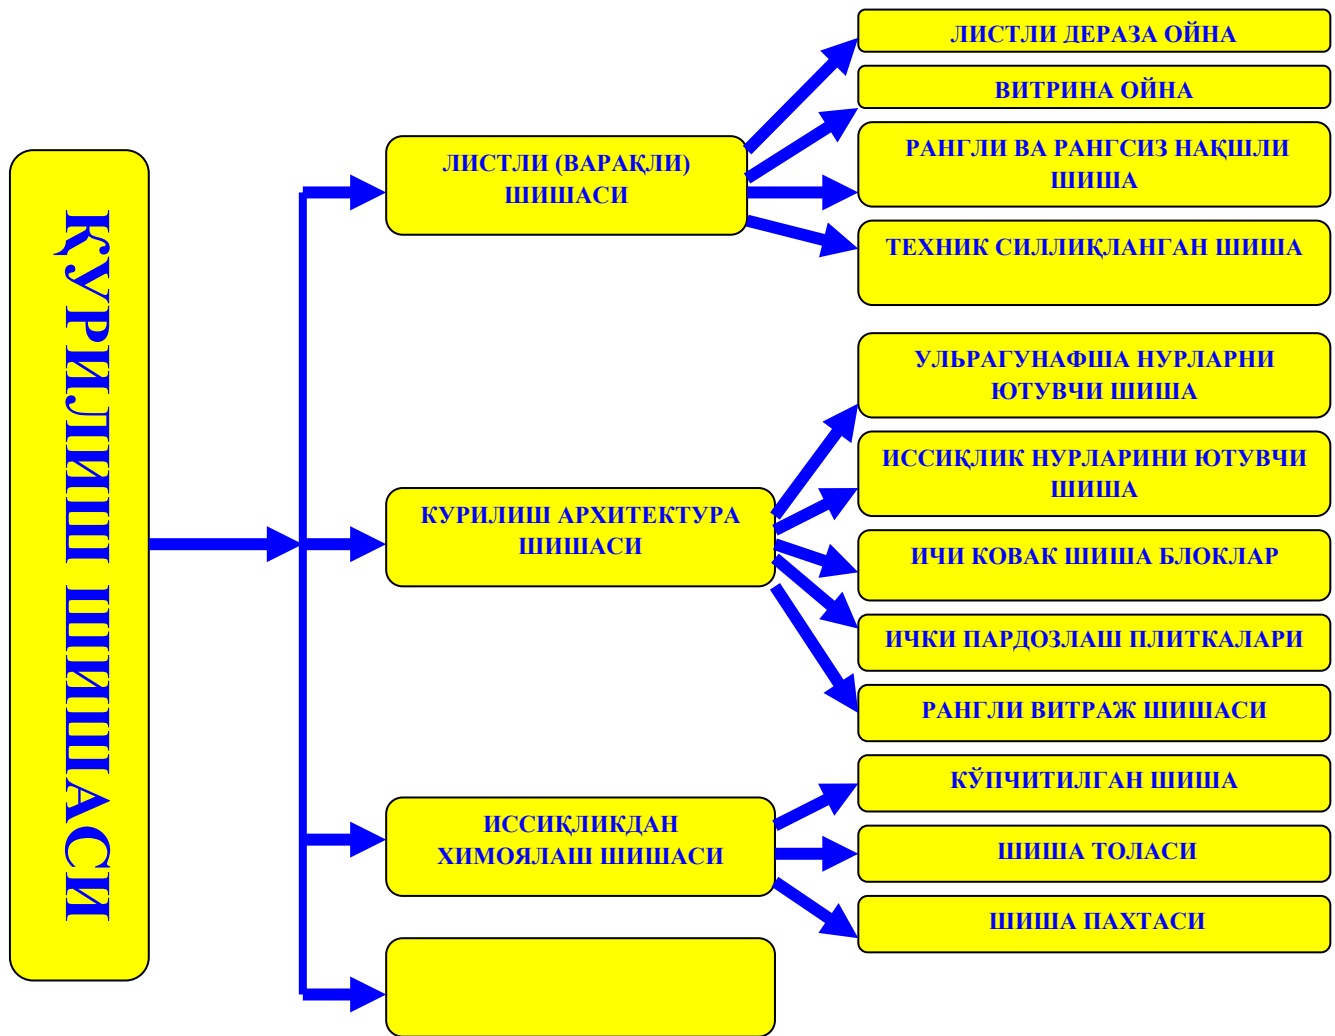 ҚУРИЛИШ ШИШАСИ
ЛИСТЛИ (ВАРАҚЛИ)
ШИШАСИ
ЛИСТЛИ ДЕРАЗА ОЙНА
ВИТРИНА ОЙНА
РАНГЛИ ВА РАНГСИЗ НАҚШЛИ
ШИША
ТЕХНИК СИЛЛИҚЛАНГАН ШИША
КУРИЛИШ АРХИТЕКТУРА
ШИШАСИ
УЛЬРАГУНАФША НУРЛАРНИ
ЮТУВЧИ ШИША
ИССИҚЛИК НУРЛАРИНИ ЮТУВЧИ
ШИША
ИЧИ КОВАК ШИША БЛОКЛАР
ИЧКИ ПАРДОЗЛАШ ПЛИТКАЛАРИ
РАНГЛИ ВИТРАЖ ШИШАСИ
ИССИҚЛИКДАН
ХИМОЯЛАШ ШИШАСИ
КЎПЧИТИЛГАН ШИША
ШИША ТОЛАСИ
ШИША ПАХТАСИ